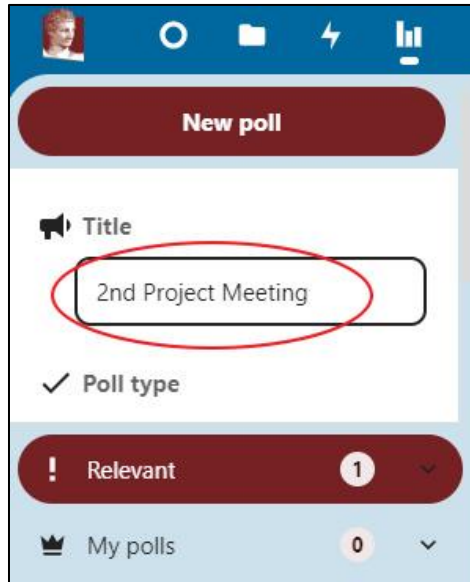 New poll
Title
2nd Project Meeting
Poll type
Relevant 1
My polls 0